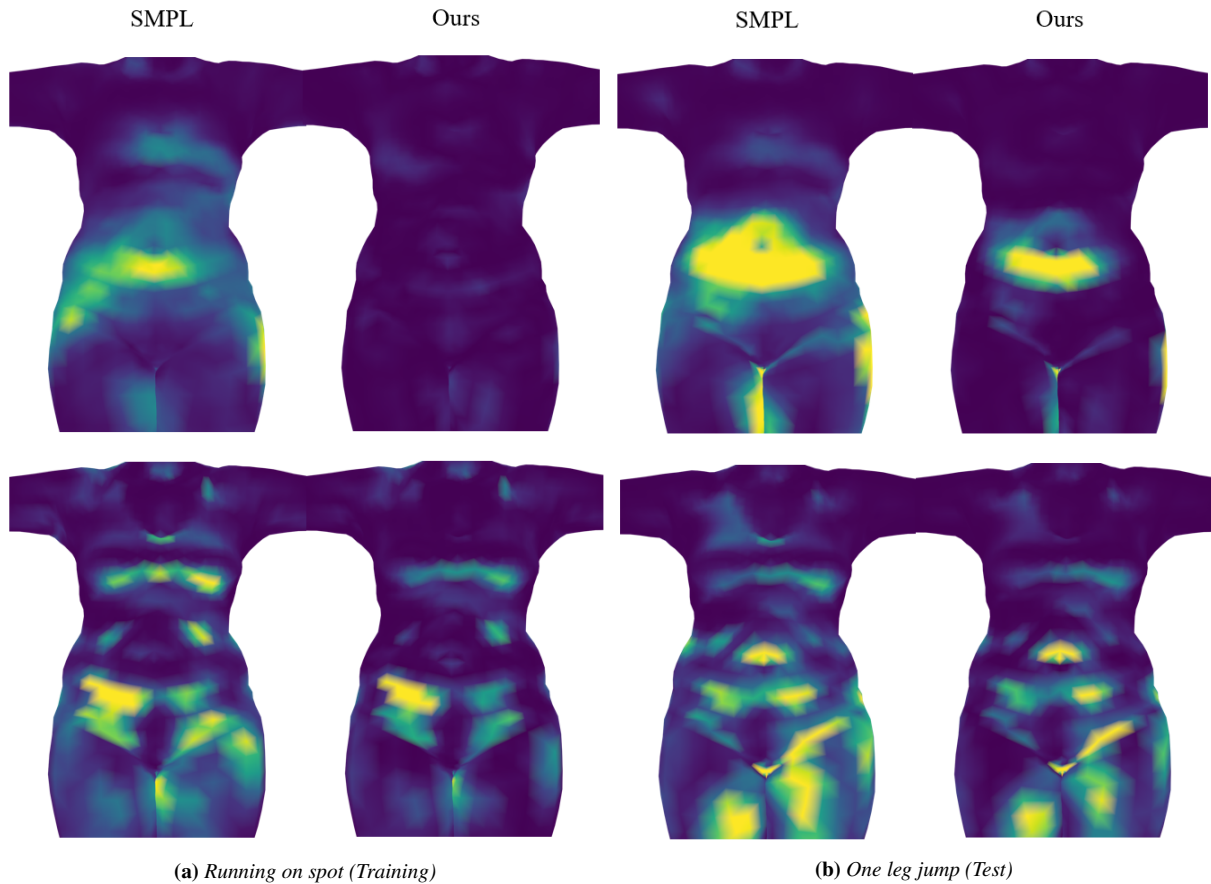 SMPL Ours SMPL Ours
(a) Running on spot (Training) (b) One leg jump (Test)